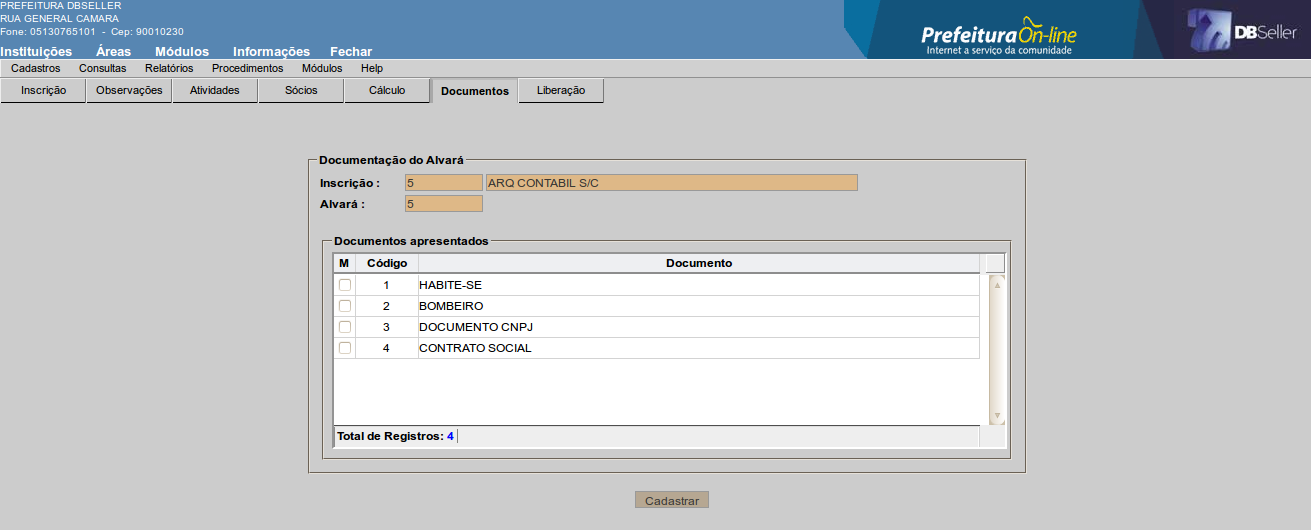 PREFEITURA DBSELLER
RUA GENERAL CAMARA
Fone: 05130765101 - Cep: 90010230
Prefeitura On-line
Internet a serviço da comunidade
DBSeller
Instituições Áreas Módulos Informações Fechar
Cadastros Consultas Relatórios Procedimentos Módulos Help
Inscrição Observações Atividades Sócios Cálculo Documentos Liberação
Documentação do Alvará
Inscrição : 5 ARQ CONTABIL S/C
Alvará : 5
Documentos apresentados
M Código Documento
1 HABITE-SE
2 BOMBEIRO
3 DOCUMENTO CNPJ
4 CONTRATO SOCIAL
Total de Registros: 4
Cadastrar